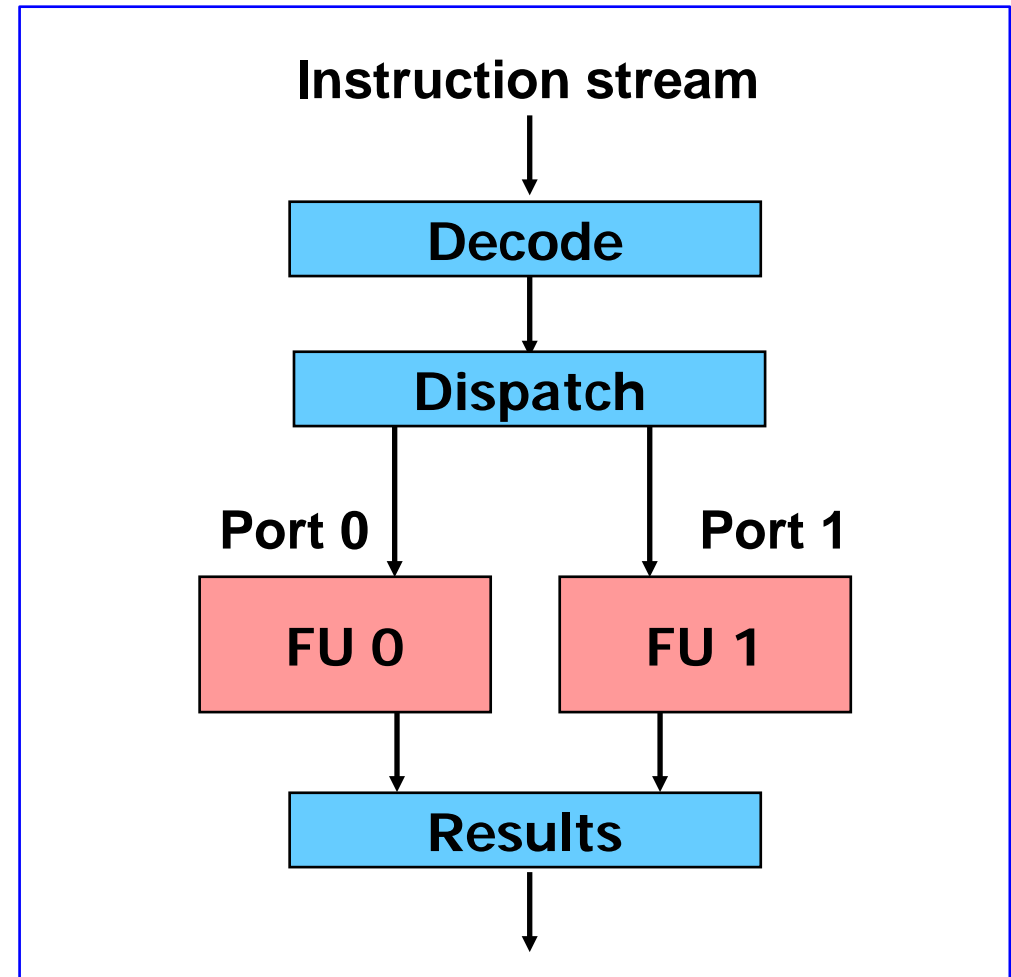 Instruction stream
Decode
Dispatch
Port 0 Port 1
FU 0 FU 1
Results